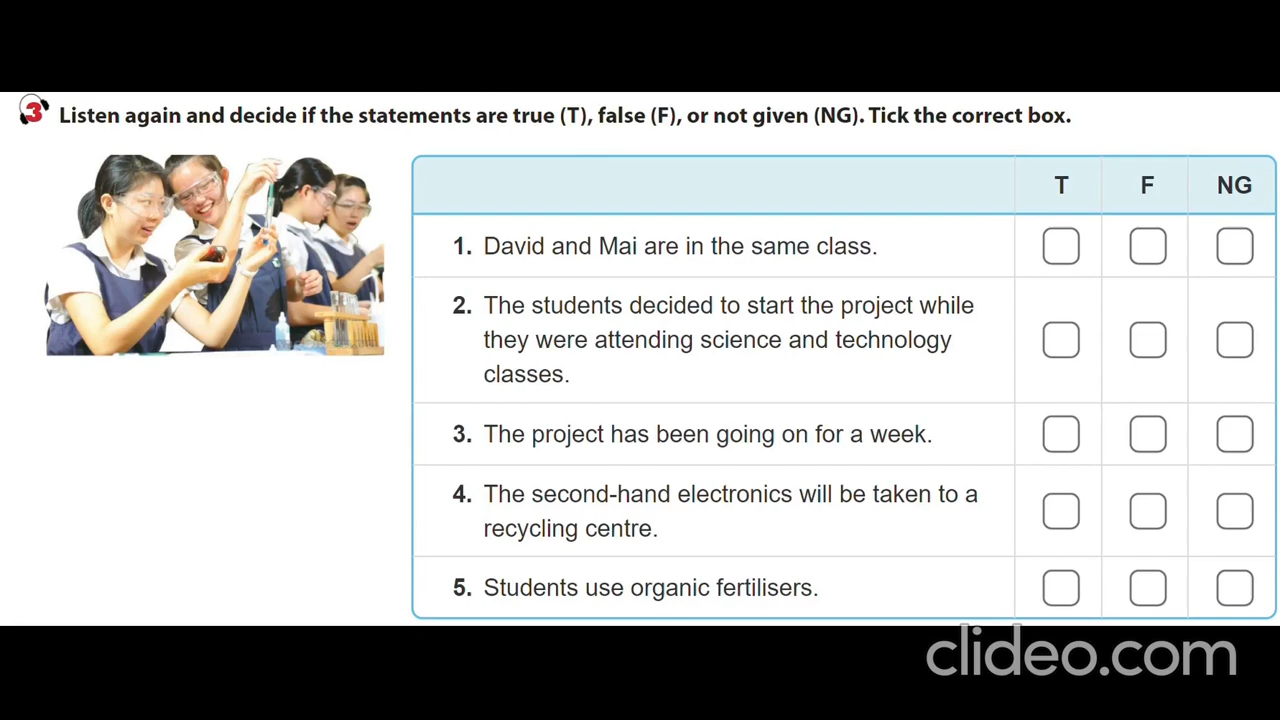 3 Listen again and decide if the statements are true (T), false (F), or not given (NG). Tick the correct box.
T F NG
1. David and Mai are in the same class.
2. The students decided to start the project while
they were attending science and technology
classes.
3. The project has been going on for a week.
4. The second-hand electronics will be taken to a
recycling centre.
5. Students use organic fertilisers.
clideo.com